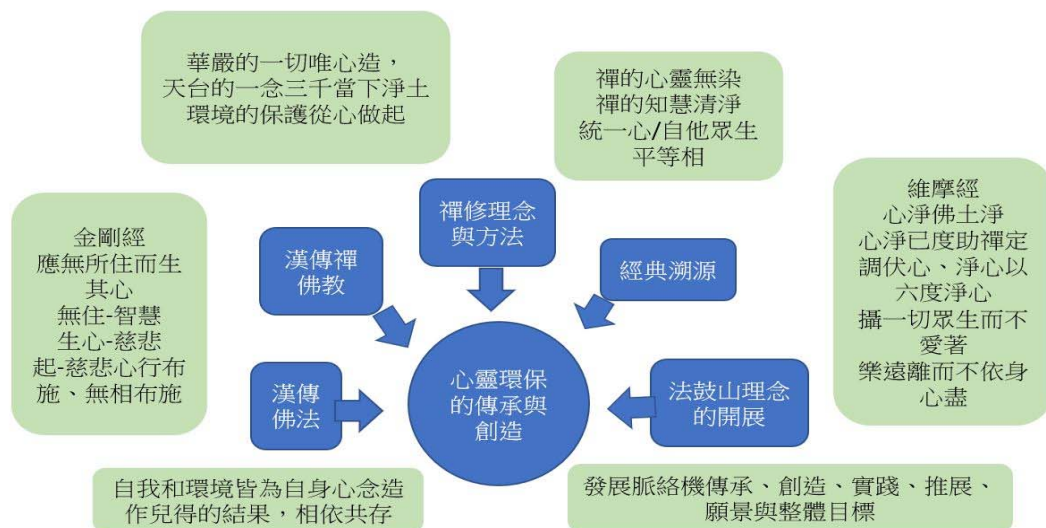 華嚴的一切唯心造，
天台的一念三千當下淨土
環境的保護從心做起
禪的心靈無染
禪的知慧清淨
統一心/自他眾生
平等相
金剛經
應無所住而生
其心
無住-智慧
生心-慈悲
起-慈悲心行布
施、無相布施
漢傳禪
佛教
禪修理念
與方法
經典溯源
維摩經
心淨佛土淨
心淨已度助禪定
調伏心、淨心以
六度淨心
攝一切眾生而不
愛著
樂遠離而不依身
心盡
漢傳
佛法
心靈環保
的傳承與
創造
法鼓山理念
的開展
自我和環境皆為自身心念造
作兒得的結果，相依共存
發展脈絡機傳承、創造、實踐、推展、
願景與整體目標